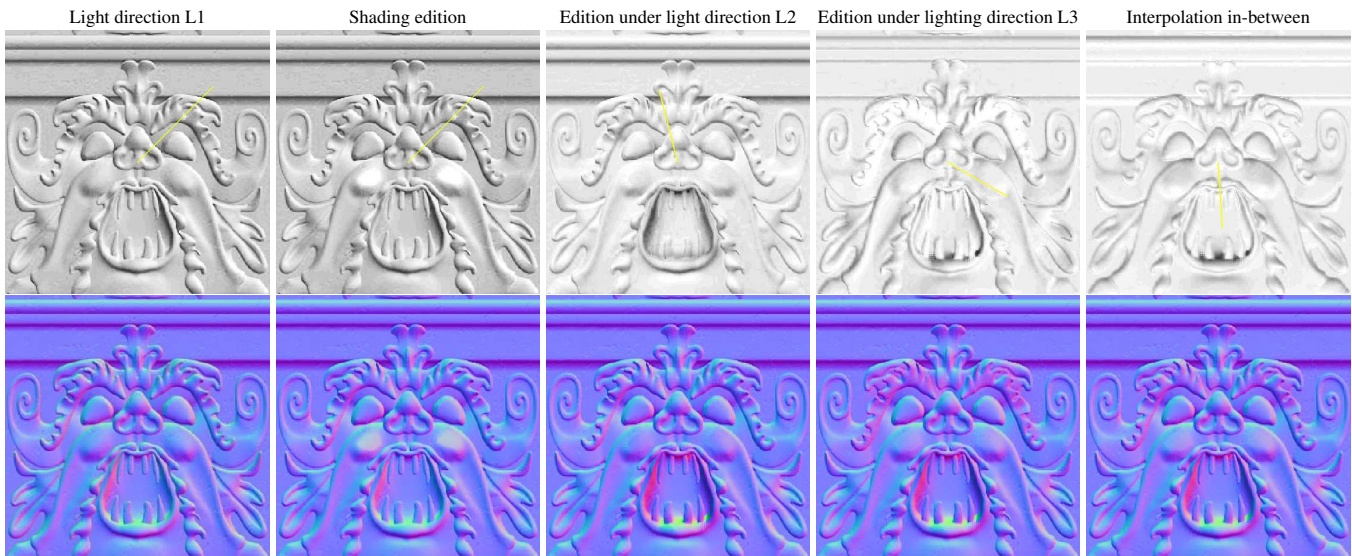 Light direction L1
Shading edition
Edition under light direction L2
Edition under lighting direction L3
Interpolation in-between